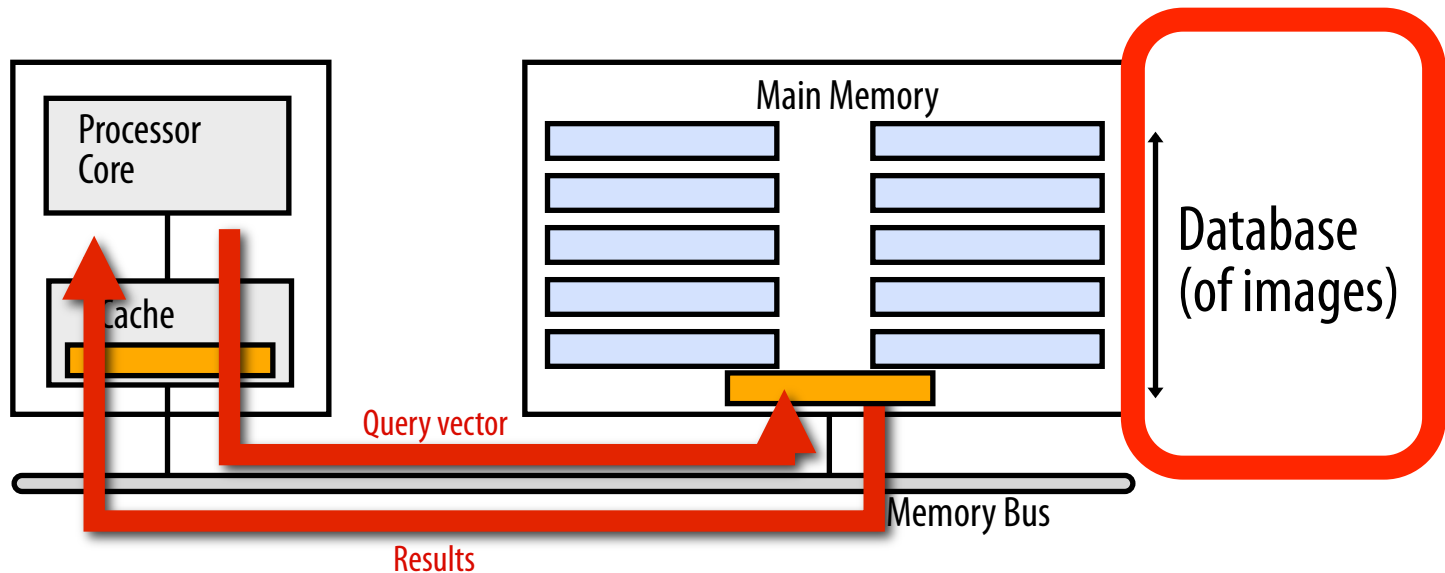 Processor
Core
Cache
Main Memory
Database
(of images)
Query vector
Memory Bus
Results